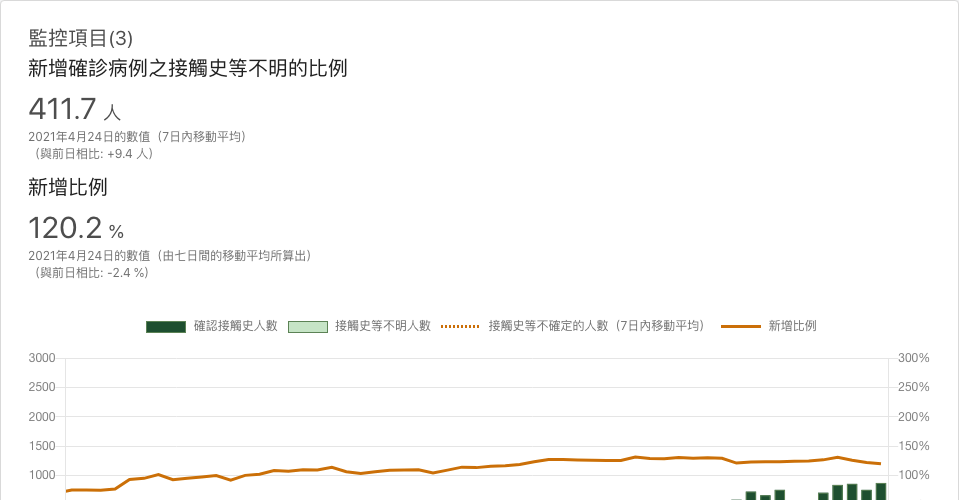 監控項目(3)
新增確診病例之接觸史等不明的比例
411.7 人
2021年4月24日的數值（7日內移動平均）
（與前日相比: +9.4 人）
新增比例
120.2 %
2021年4月24日的數值（由七日間的移動平均所算出）
（與前日相比: -2.4 %）
確認接觸史人數 接觸史等不明人數 接觸史等不確定的人數（7日內移動平均） 新增比例
3000 300%
2500 250%
2000 200%
1500 150%
1000 100%